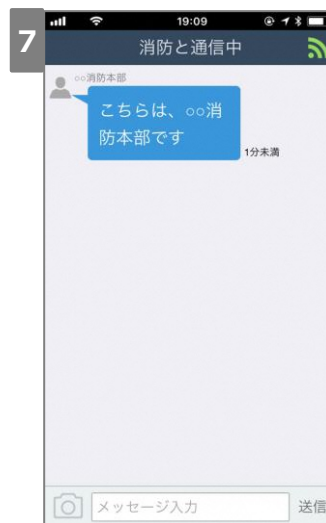 7
19:09
消防と通信中
○○消防本部
こちらは、○○消
防本部です
1分未満
メッセージ入力
送信